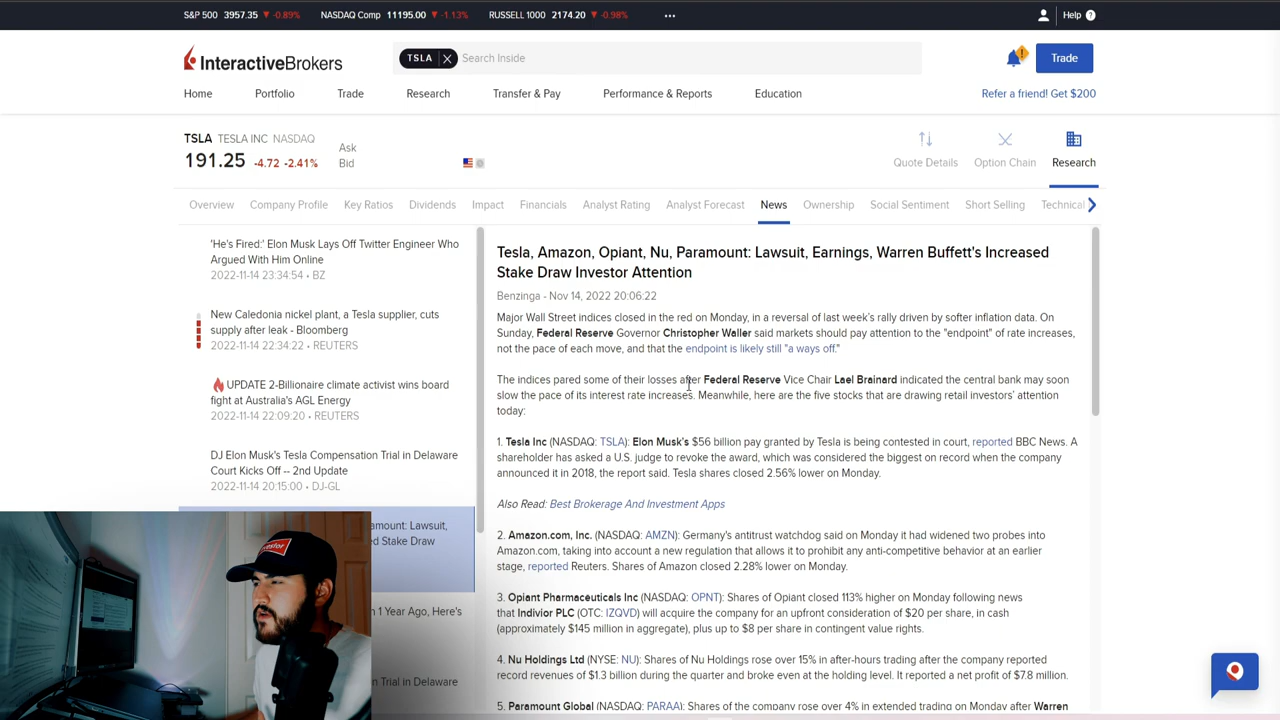 S&P 500 3957.35 ▼ -0.89% NASDAQ Comp 11195.00 ▼ -1.13% RUSSELL 1000 2174.20 ▼ -0.98% ••• Help ?
InteractiveBrokers TSLA X Search Inside ! Trade
Home Portfolio Trade Research Transfer & Pay Performance & Reports Education Refer a friend! Get $200
TSLA TESLA INC NASDAQ
191.25 -4.72 -2.41%
Ask
Bid
Quote Details Option Chain Research
Overview Company Profile Key Ratios Dividends Impact Financials Analyst Rating Analyst Forecast News Ownership Social Sentiment Short Selling Technical
'He's Fired:' Elon Musk Lays Off Twitter Engineer Who
Argued With Him Online
2022-11-14 23:34:54 • BZ
New Caledonia nickel plant, a Tesla supplier, cuts
supply after leak - Bloomberg
2022-11-14 22:34:22 • REUTERS
UPDATE 2-Billionaire climate activist wins board
fight at Australia's AGL Energy
2022-11-14 22:09:20 • REUTERS
DJ Elon Musk's Tesla Compensation Trial in Delaware
Court Kicks Off -- 2nd Update
2022-11-14 20:15:00 • DJ-GL
amount: Lawsuit,
ed Stake Draw
1 Year Ago, Here's
n Trial in Delaware
Investor
Tesla, Amazon, Opiant, Nu, Paramount: Lawsuit, Earnings, Warren Buffett's Increased
Stake Draw Investor Attention
Benzinga - Nov 14, 2022 20:06:22
Major Wall Street indices closed in the red on Monday, in a reversal of last week's rally driven by softer inflation data. On
Sunday, Federal Reserve Governor Christopher Waller said markets should pay attention to the "endpoint" of rate increases,
not the pace of each move, and that the endpoint is likely still "a ways off."
The indices pared some of their losses after Federal Reserve Vice Chair Lael Brainard indicated the central bank may soon
slow the pace of its interest rate increases. Meanwhile, here are the five stocks that are drawing retail investors' attention
today:
1. Tesla Inc (NASDAQ: TSLA): Elon Musk's $56 billion pay granted by Tesla is being contested in court, reported BBC News. A
shareholder has asked a U.S. judge to revoke the award, which was considered the biggest on record when the company
announced it in 2018, the report said. Tesla shares closed 2.56% lower on Monday.
Also Read: Best Brokerage And Investment Apps
2. Amazon.com, Inc. (NASDAQ: AMZN): Germany's antitrust watchdog said on Monday it had widened two probes into
Amazon.com, taking into account a new regulation that allows it to prohibit any anti-competitive behavior at an earlier
stage, reported Reuters. Shares of Amazon closed 2.28% lower on Monday.
3. Opiant Pharmaceuticals Inc (NASDAQ: OPNT): Shares of Opiant closed 113% higher on Monday following news
that Indivior PLC (OTC: IZQVD) will acquire the company for an upfront consideration of $20 per share, in cash
(approximately $145 million in aggregate), plus up to $8 per share in contingent value rights.
4. Nu Holdings Ltd (NYSE: NU): Shares of Nu Holdings rose over 15% in after-hours trading after the company reported
record revenues of $1.3 billion during the quarter and broke even at the holding level. It reported a net profit of $7.8 million.
5. Paramount Global (NASDAQ: PARAA): Shares of the company rose over 4% in extended trading on Monday after Warren